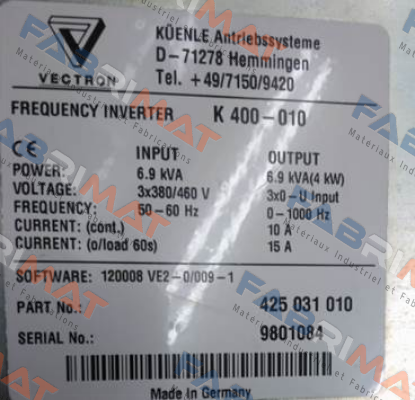 VECTRON
KÜENLE Antriebssysteme
D-71278 Hemmingen
Tel. +49/7150/9420
FREQUENCY INVERTER K 400-010
CE INPUT OUTPUT
POWER: 6.9 kVA 6.9 kVA(4 kW)
VOLTAGE: 3x380/460 V 3x0-U Input
FREQUENCY: 50-60 Hz 0-1000 Hz
CURRENT: (cont.) 10 A
CURRENT: (o/load 60s) 15 A
SOFTWARE: 120008 VE2-0/009-1
PART No.: 425 031 010
SERIAL No.: 9801084
Made in Germany
FABRIMAT
Materiaux Industriel et Fabrications